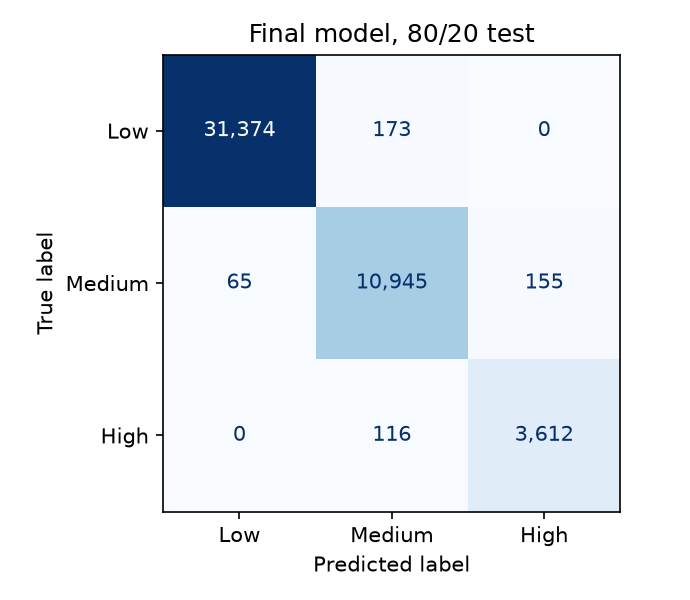 Final model, 80/20 test
True label
Low
31,374
173
0
Medium
65
10,945
155
High
0
116
3,612
Low
Medium
High
Predicted label